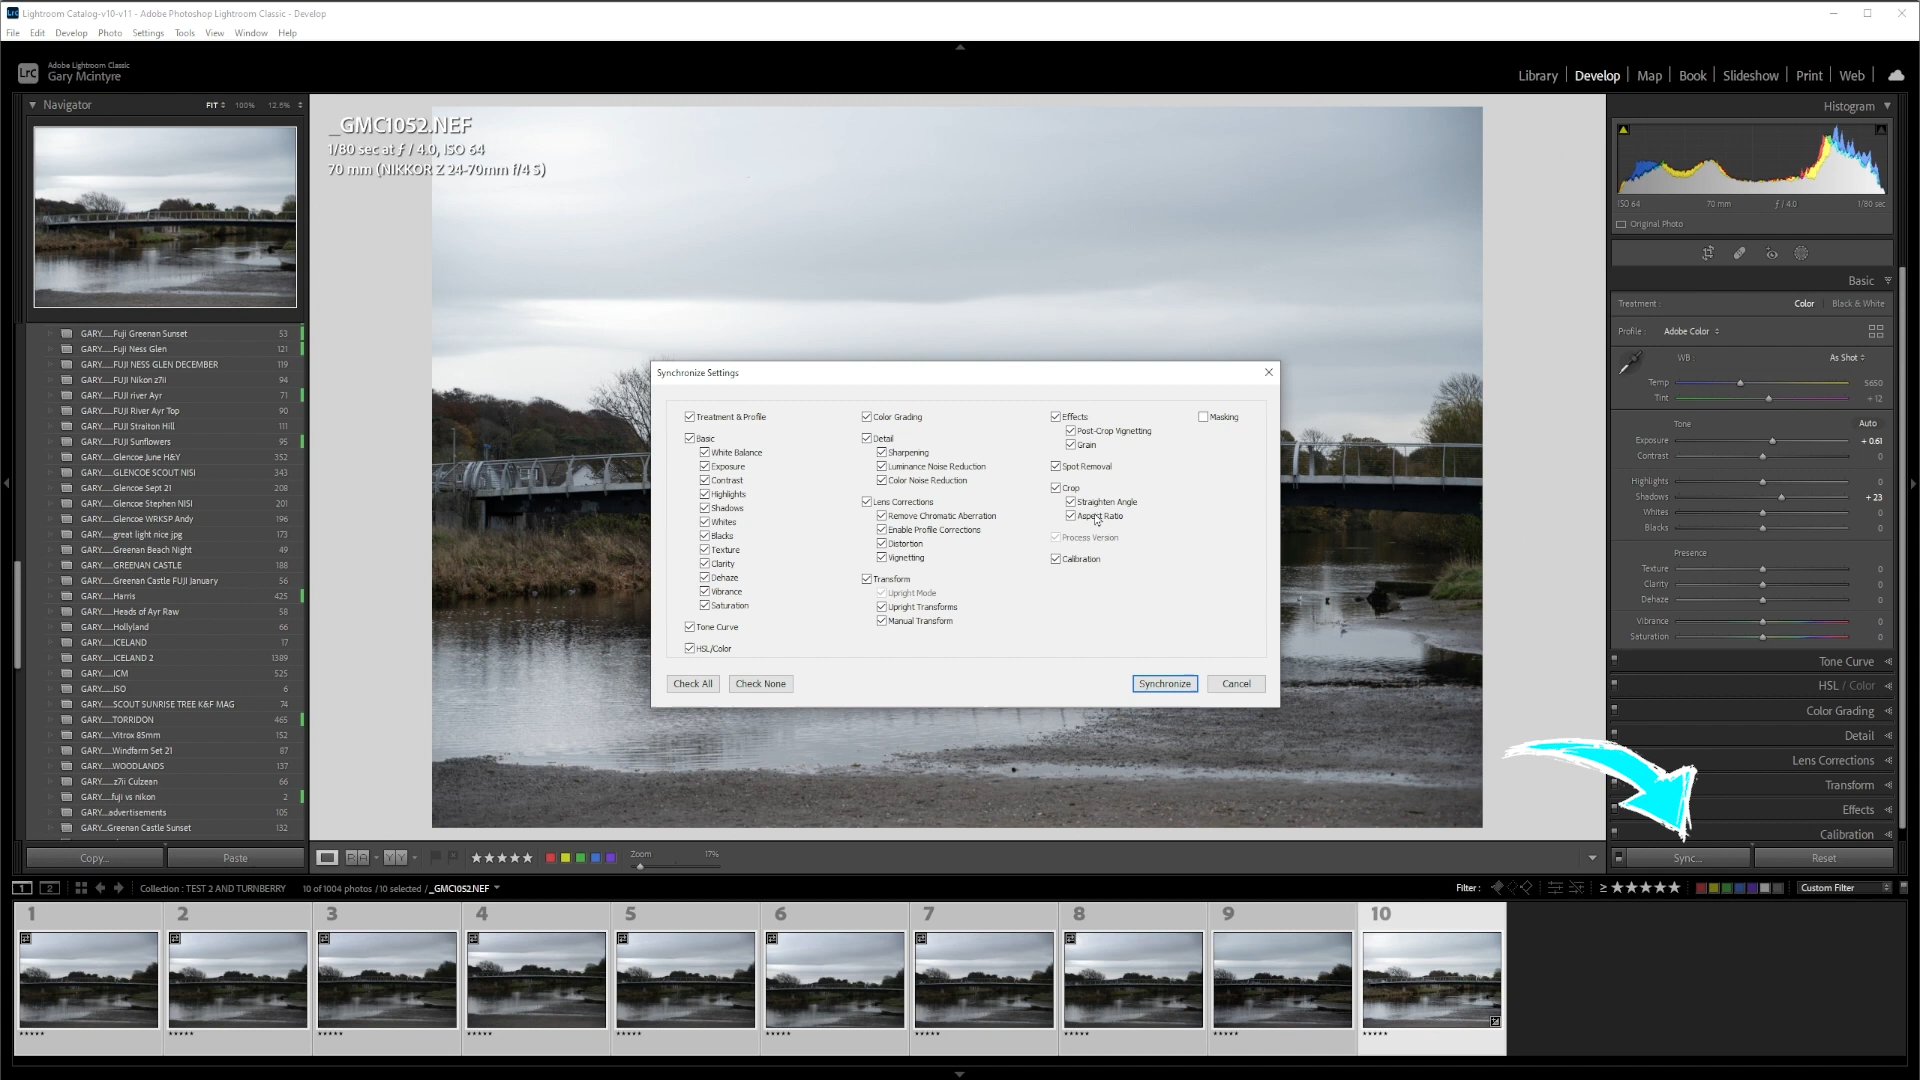 Lightroom Catalog-v10-v11 - Adobe Photoshop Lightroom Classic - Develop
File Edit Develop Photo Settings Tools View Window Help
LrC
Adobe Lightroom Classic
Gary Mcintyre
Library | Develop | Map | Book | Slideshow | Print | Web
Navigator FIT 100% 12.5%
GARY......Fuji Greenan Sunset 53
GARY......Fuji Ness Glen 121
GARY......FUJI NESS GLEN DECEMBER 119
GARY......FUJI Nikon z7ii 94
GARY......FUJI river Ayr 71
GARY......FUJI River Ayr Top 90
GARY......FUJI Straiton Hill 111
GARY......FUJI Sunflowers 95
GARY......Glencoe June H&Y 352
GARY......GLENCOE SCOUT NISI 343
GARY......Glencoe Sept 21 208
GARY......Glencoe Stephen NISI 201
GARY......Glencoe WRKSP Andy 196
GARY......great light nice jpg 173
GARY......Greenan Beach Night 49
GARY......GREENAN CASTLE 188
GARY......Greenan Castle FUJI January 56
GARY......Harris 425
GARY......Heads of Ayr Raw 58
GARY......Hollyland 66
GARY......ICELAND 17
GARY......ICELAND 2 1389
GARY......ICM 525
GARY......ISO 6
GARY......SCOUT SUNRISE TREE K&F MAG 74
GARY......TORRIDON 465
GARY......Vitrox 85mm 152
GARY......Windfarm Set 21 87
GARY......WOODLANDS 137
GARY......z7ii Culzean 66
GARY.....fuji vs nikon 2
GARY....advertisements 105
GARY....Greenan Castle Sunset 132
Copy... Paste
_GMC1052.NEF
1/80 sec at ƒ / 4.0, ISO 64
70 mm (NIKKOR Z 24-70mm f/4 S)
Synchronize Settings
Treatment & Profile
Basic
White Balance
Exposure
Contrast
Highlights
Shadows
Whites
Blacks
Texture
Clarity
Dehaze
Vibrance
Saturation
Tone Curve
HSL/Color
Color Grading
Detail
Sharpening
Luminance Noise Reduction
Color Noise Reduction
Lens Corrections
Remove Chromatic Aberration
Enable Profile Corrections
Distortion
Vignetting
Transform
Upright Mode
Upright Transforms
Manual Transform
Effects
Post-Crop Vignetting
Grain
Spot Removal
Crop
Straighten Angle
Aspect Ratio
Process Version
Calibration
Masking
Check All Check None Synchronize Cancel
Histogram
ISO 64 70 mm ƒ / 4.0 1/80 sec
Original Photo
Basic
Treatment : Color | Black & White
Profile : Adobe Color
WB : As Shot
Temp 5650
Tint + 12
Tone Auto
Exposure + 0.61
Contrast 0
Highlights 0
Shadows + 23
Whites 0
Blacks 0
Presence
Texture 0
Clarity 0
Dehaze 0
Vibrance 0
Saturation 0
Tone Curve
HSL / Color
Color Grading
Detail
Lens Corrections
Transform
Effects
Calibration
Sync... Reset
Zoom 17%
1 2 Collection : TEST 2 AND TURNBERRY 10 of 1004 photos / 10 selected / _GMC1052.NEF
Filter : ≥ ★★★★★ Custom Filter
1 2 3 4 5 6 7 8 9 10